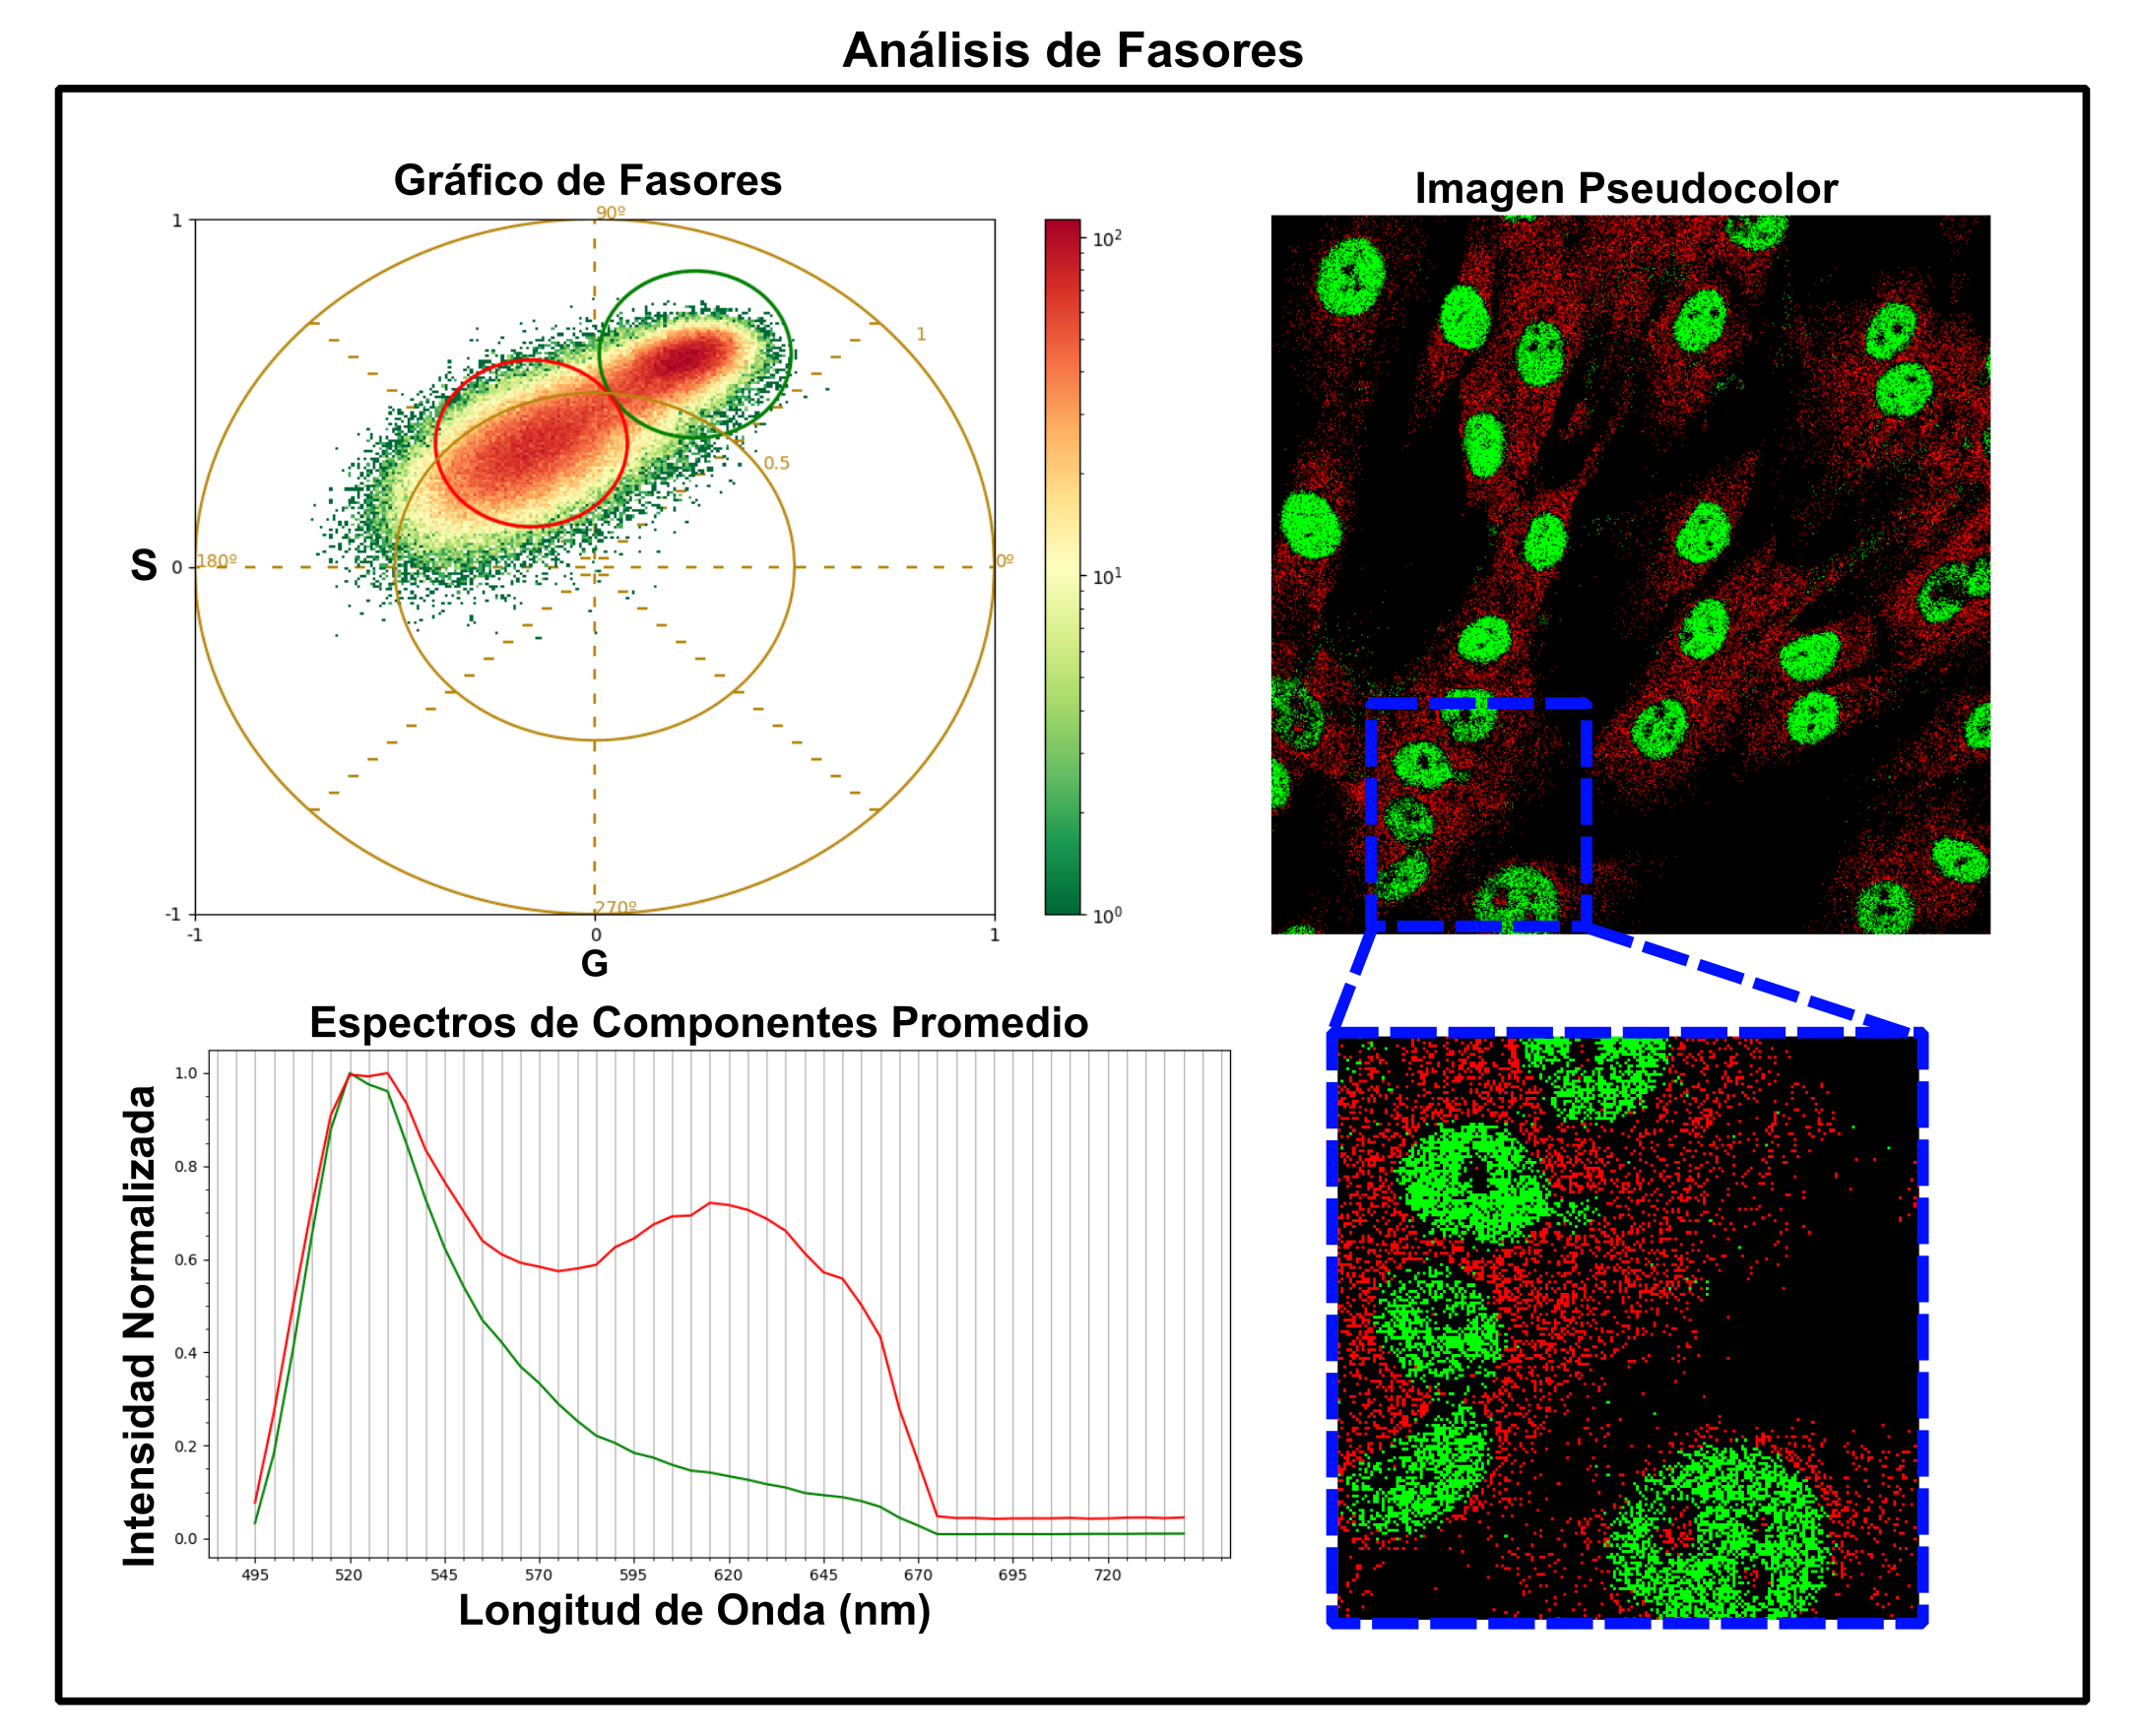 Análisis de Fasores
Gráfico de Fasores
90º
1
1
0.5
S
0
180º
0º
-1
270º
-1
0
1
G
10²
10¹
10⁰
Imagen Pseudocolor
Espectros de Componentes Promedio
Intensidad Normalizada
1.0
0.8
0.6
0.4
0.2
0.0
495 520 545 570 595 620 645 670 695 720
Longitud de Onda (nm)